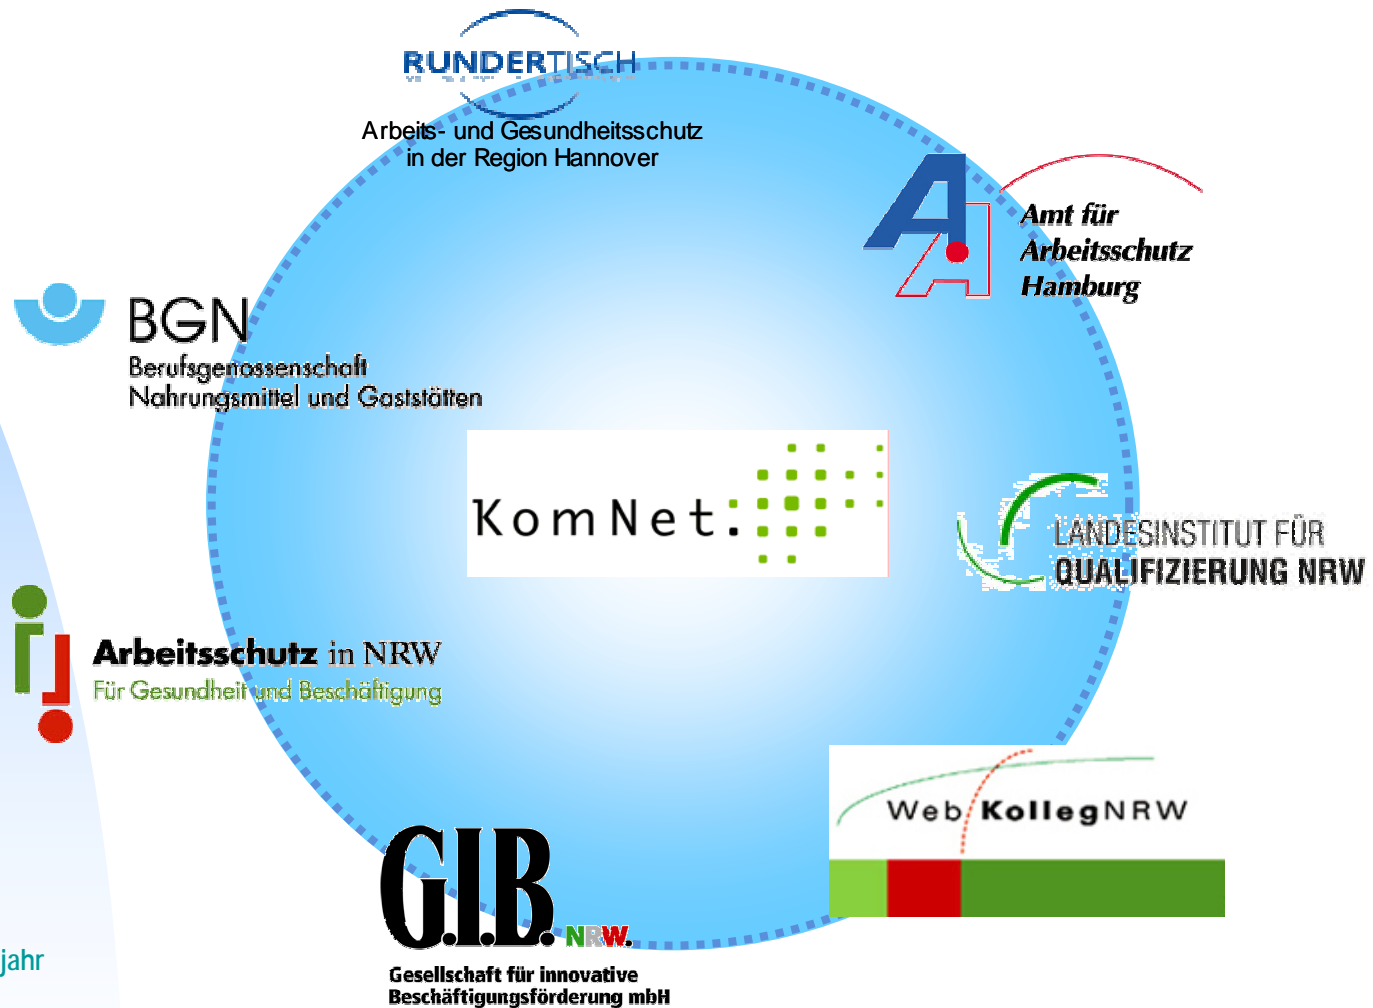 RUNDERTISCH
Arbeits- und Gesundheitsschutz
in der Region Hannover
Amt für
Arbeitsschutz
Hamburg
BGN
Berufsgenossenschaft
Nahrungsmittel und Gaststätten
KomNet.
LANDESINSTITUT FÜR
QUALIFIZIERUNG NRW
Arbeitsschutz in NRW
Für Gesundheit und Beschäftigung
Web KollegNRW
G.I.B. NRW.
Gesellschaft für innovative
Beschäftigungsförderung mbH
jahr